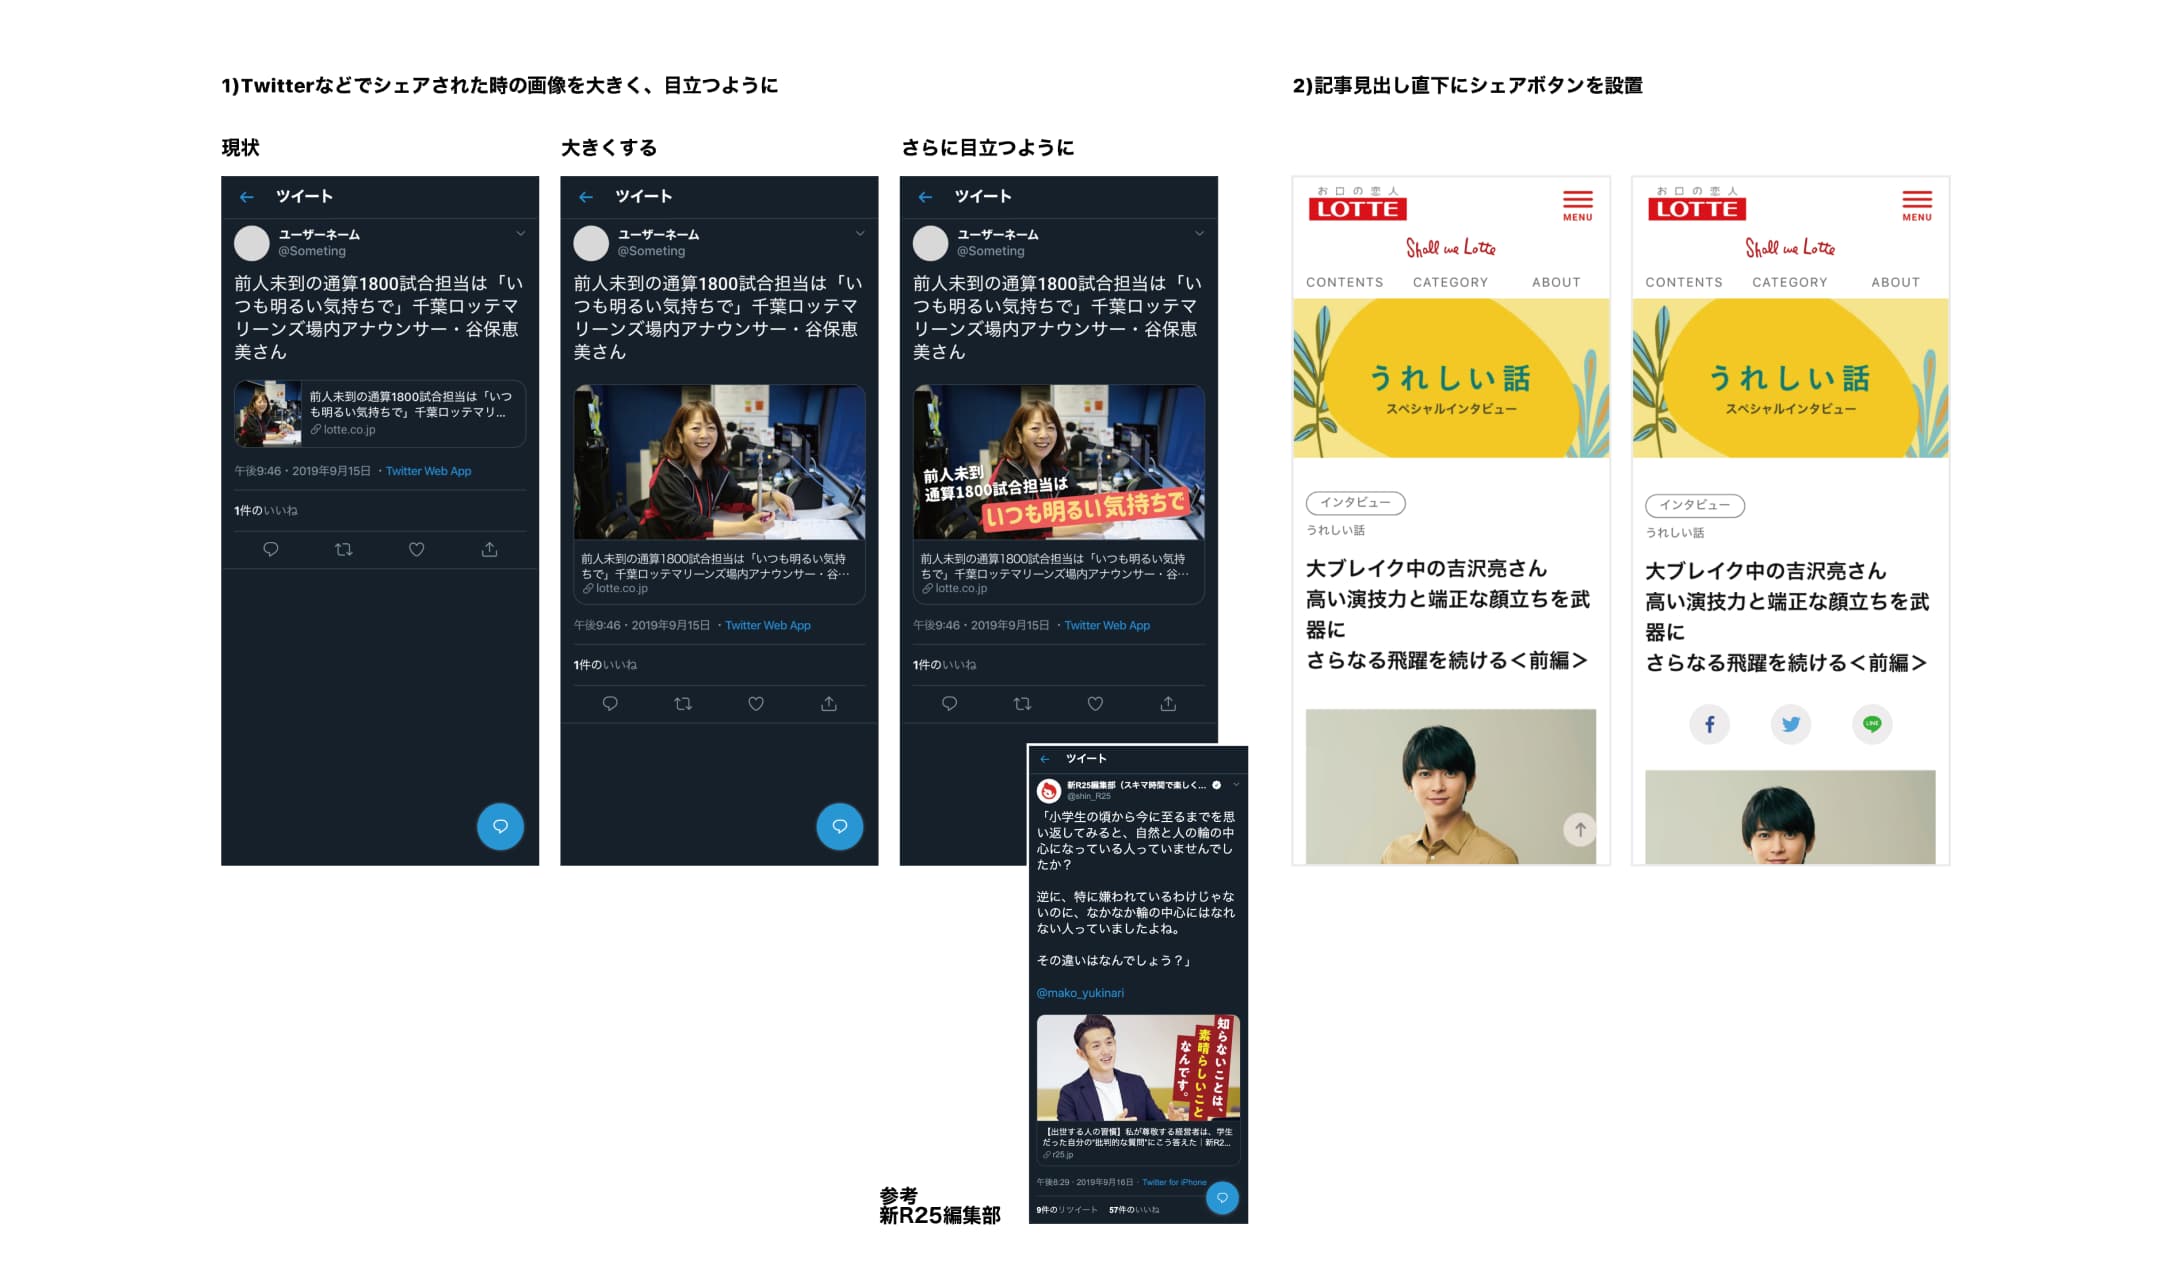 1)Twitterなどでシェアされた時の画像を大きく、目立つように
現状
← ツイート
ユーザーネーム
@Someting
前人未到の通算1800試合担当は「い
つも明るい気持ちで」千葉ロッテマ
リーンズ場内アナウンサー・谷保恵
美さん
前人未到の通算1800試合担当は「いつ
も明るい気持ちで」千葉ロッテマリ...
lotte.co.jp
午後9:46・2019年9月15日 ・Twitter Web App
1件のいいね
大きくする
← ツイート
ユーザーネーム
@Someting
前人未到の通算1800試合担当は「い
つも明るい気持ちで」千葉ロッテマ
リーンズ場内アナウンサー・谷保恵
美さん
前人未到の通算1800試合担当は「いつも明るい気持
ちで」千葉ロッテマリーンズ場内アナウンサー・谷…
lotte.co.jp
午後9:46・2019年9月15日 ・Twitter Web App
1件のいいね
さらに目立つように
← ツイート
ユーザーネーム
@Someting
前人未到の通算1800試合担当は「い
つも明るい気持ちで」千葉ロッテマ
リーンズ場内アナウンサー・谷保恵
美さん
前人未到
通算1800試合担当は
いつも明るい気持ちで
前人未到の通算1800試合担当は「いつも明るい気持
ちで」千葉ロッテマリーンズ場内アナウンサー・谷…
lotte.co.jp
午後9:46・2019年9月15日 ・Twitter Web App
1件のいいね
参考
新R25編集部
← ツイート
新R25編集部（スキマ時間で楽しく...
@shin_R25
「小学生の頃から今に至るまでを思
い返してみると、自然と人の輪の中
心になっている人っていませんでし
たか？
逆に、特に嫌われているわけじゃな
いのに、なかなか輪の中心にはなれ
ない人っていましたよね。
その違いはなんでしょう？」
@mako_yukinari
知らないことは、
素晴らしいこと
なんです。
【出世する人の習慣】私が尊敬する経営者は、学生
だった自分の"批判的な質問"にこう答えた｜新R2...
r25.jp
午後8:29・2019年9月16日・Twitter for iPhone
9件のリツイート 57件のいいね
2)記事見出し直下にシェアボタンを設置
お口の恋人
LOTTE
MENU
Shall we Lotte
CONTENTS CATEGORY ABOUT
うれしい話
スペシャルインタビュー
インタビュー
うれしい話
大ブレイク中の吉沢亮さん
高い演技力と端正な顔立ちを武
器に
さらなる飛躍を続ける＜前編＞
お口の恋人
LOTTE
MENU
Shall we Lotte
CONTENTS CATEGORY ABOUT
うれしい話
スペシャルインタビュー
インタビュー
うれしい話
大ブレイク中の吉沢亮さん
高い演技力と端正な顔立ちを武
器に
さらなる飛躍を続ける＜前編＞
LINE